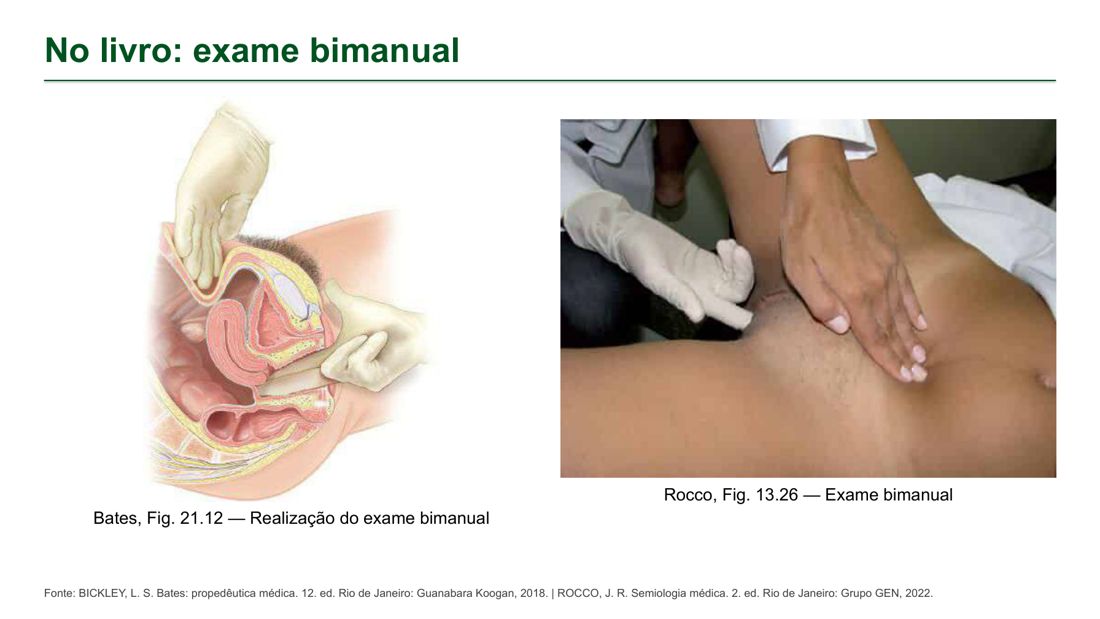 No livro: exame bimanual
Bates, Fig. 21.12 — Realização do exame bimanual
Rocco, Fig. 13.26 — Exame bimanual
Fonte: BICKLEY, L. S. Bates: propedêutica médica. 12. ed. Rio de Janeiro: Guanabara Koogan, 2018. | ROCCO, J. R. Semiologia médica. 2. ed. Rio de Janeiro: Grupo GEN, 2022.